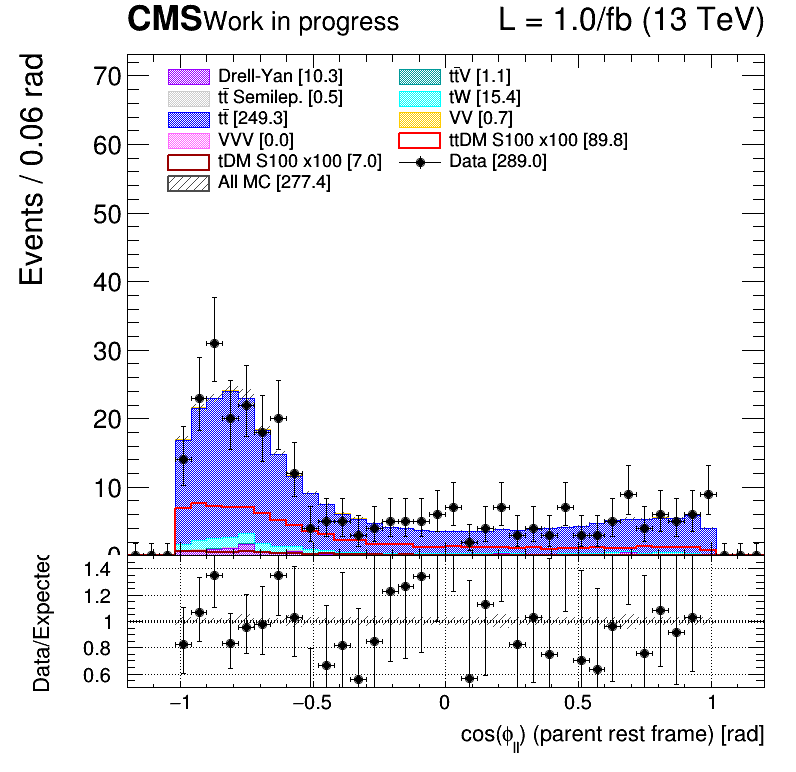 CMS Work in progress L = 1.0/fb (13 TeV)
Events / 0.06 rad
Drell-Yan [10.3] tt̄V [1.1]
tt̄ Semilep. [0.5] tW [15.4]
tt̄ [249.3] VV [0.7]
VVV [0.0] ttDM S100 x100 [89.8]
tDM S100 x100 [7.0] Data [289.0]
All MC [277.4]
70
60
50
40
30
20
10
0
Data/Expected
1.4
1.2
1
0.8
0.6
−1 −0.5 0 0.5 1
cos(ϕ_ll) (parent rest frame) [rad]